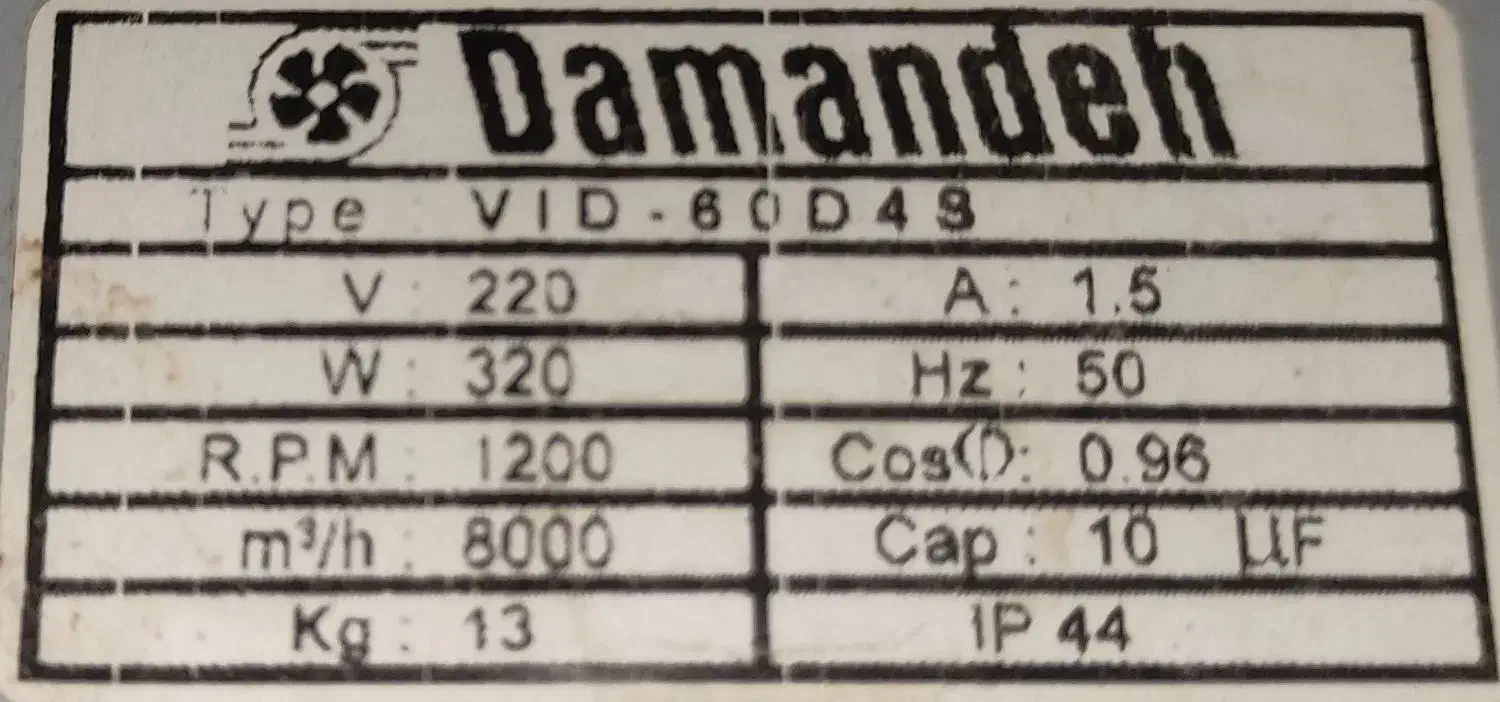 Damandeh
Type : VID-60D4S
V : 220 A : 1.5
W : 320 Hz : 50
R.P.M : 1200 CosΦ: 0.96
m³/h : 8000 Cap : 10 µF
Kg : 13 IP 44